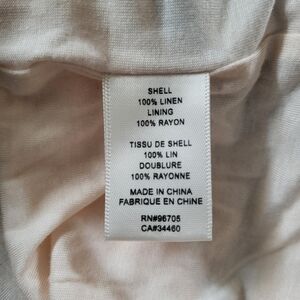 SHELL
100% LINEN
LINING
100% RAYON
TISSU DE SHELL
100% LIN
DOUBLURE
100% RAYONNE
MADE IN CHINA
FABRIQUE EN CHINE
RN#96705
CA#34460